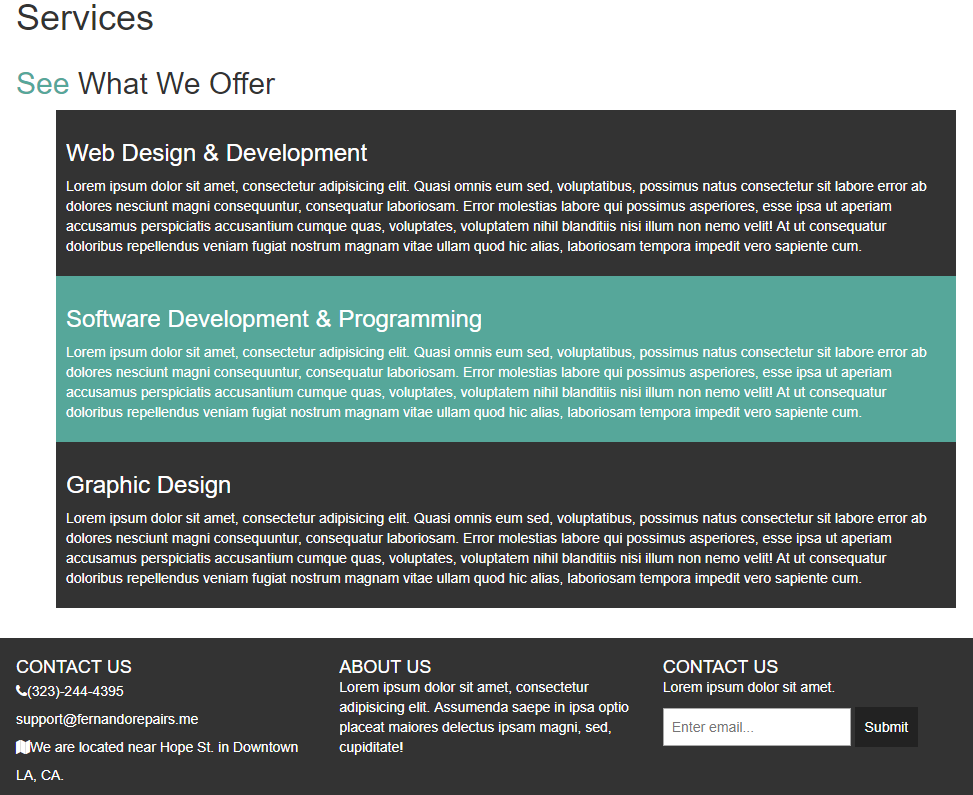 Services
See What We Offer
Web Design & Development
Lorem ipsum dolor sit amet, consectetur adipisicing elit. Quasi omnis eum sed, voluptatibus, possimus natus consectetur sit labore error ab
dolores nesciunt magni consequuntur, consequatur laboriosam. Error molestias labore qui possimus asperiores, esse ipsa ut aperiam
accusamus perspiciatis accusantium cumque quas, voluptates, voluptatem nihil blanditiis nisi illum non nemo velit! At ut consequatur
doloribus repellendus veniam fugiat nostrum magnam vitae ullam quod hic alias, laboriosam tempora impedit vero sapiente cum.
Software Development & Programming
Lorem ipsum dolor sit amet, consectetur adipisicing elit. Quasi omnis eum sed, voluptatibus, possimus natus consectetur sit labore error ab
dolores nesciunt magni consequuntur, consequatur laboriosam. Error molestias labore qui possimus asperiores, esse ipsa ut aperiam
accusamus perspiciatis accusantium cumque quas, voluptates, voluptatem nihil blanditiis nisi illum non nemo velit! At ut consequatur
doloribus repellendus veniam fugiat nostrum magnam vitae ullam quod hic alias, laboriosam tempora impedit vero sapiente cum.
Graphic Design
Lorem ipsum dolor sit amet, consectetur adipisicing elit. Quasi omnis eum sed, voluptatibus, possimus natus consectetur sit labore error ab
dolores nesciunt magni consequuntur, consequatur laboriosam. Error molestias labore qui possimus asperiores, esse ipsa ut aperiam
accusamus perspiciatis accusantium cumque quas, voluptates, voluptatem nihil blanditiis nisi illum non nemo velit! At ut consequatur
doloribus repellendus veniam fugiat nostrum magnam vitae ullam quod hic alias, laboriosam tempora impedit vero sapiente cum.
CONTACT US
(323)-244-4395
support@fernandorepairs.me
We are located near Hope St. in Downtown
LA, CA.
ABOUT US
Lorem ipsum dolor sit amet, consectetur
adipisicing elit. Assumenda saepe in ipsa optio
placeat maiores delectus ipsam magni, sed,
cupiditate!
CONTACT US
Lorem ipsum dolor sit amet.
Enter email...
Submit